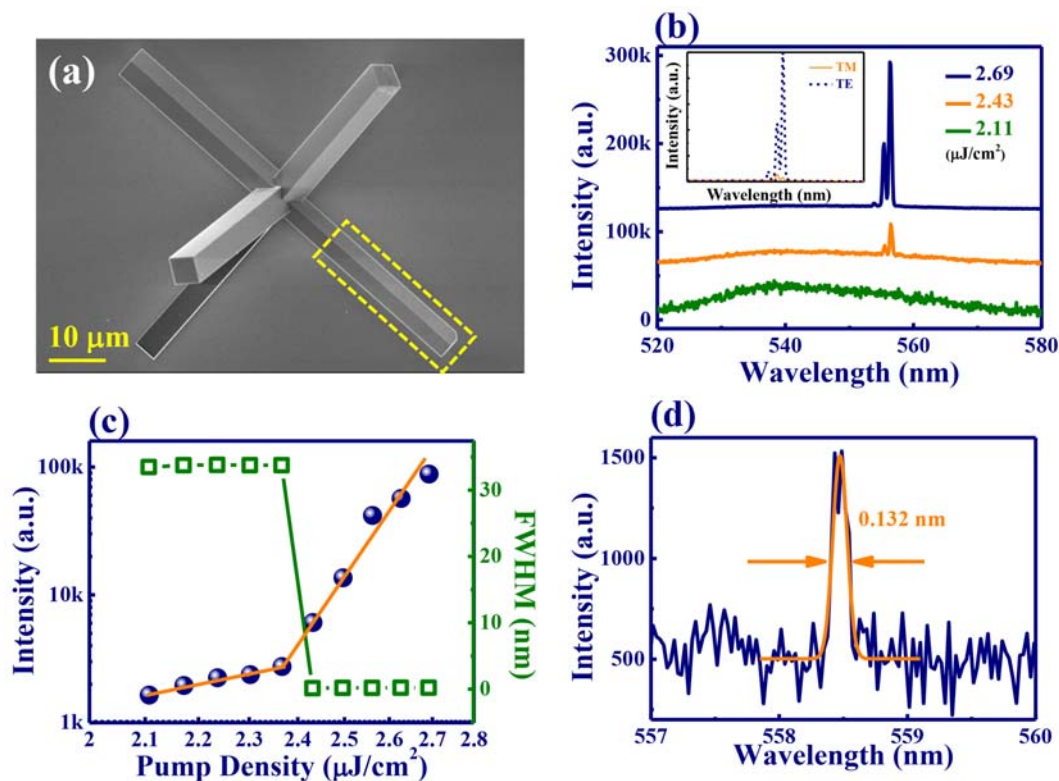 (a)
10 μm
(b)
300k
200k
100k
0
520
540
560
580
Intensity (a.u.)
Wavelength (nm)
TM
TE
Intensity (a.u.)
Wavelength (nm)
2.69
2.43
2.11
(μJ/cm²)
(c)
100k
10k
1k
Intensity (a.u.)
2
2.1
2.2
2.3
2.4
2.5
2.6
2.7
2.8
Pump Density (μJ/cm²)
30
20
10
0
FWHM (nm)
(d)
1500
1000
500
Intensity (a.u.)
0.132 nm
557
558
559
560
Wavelength (nm)